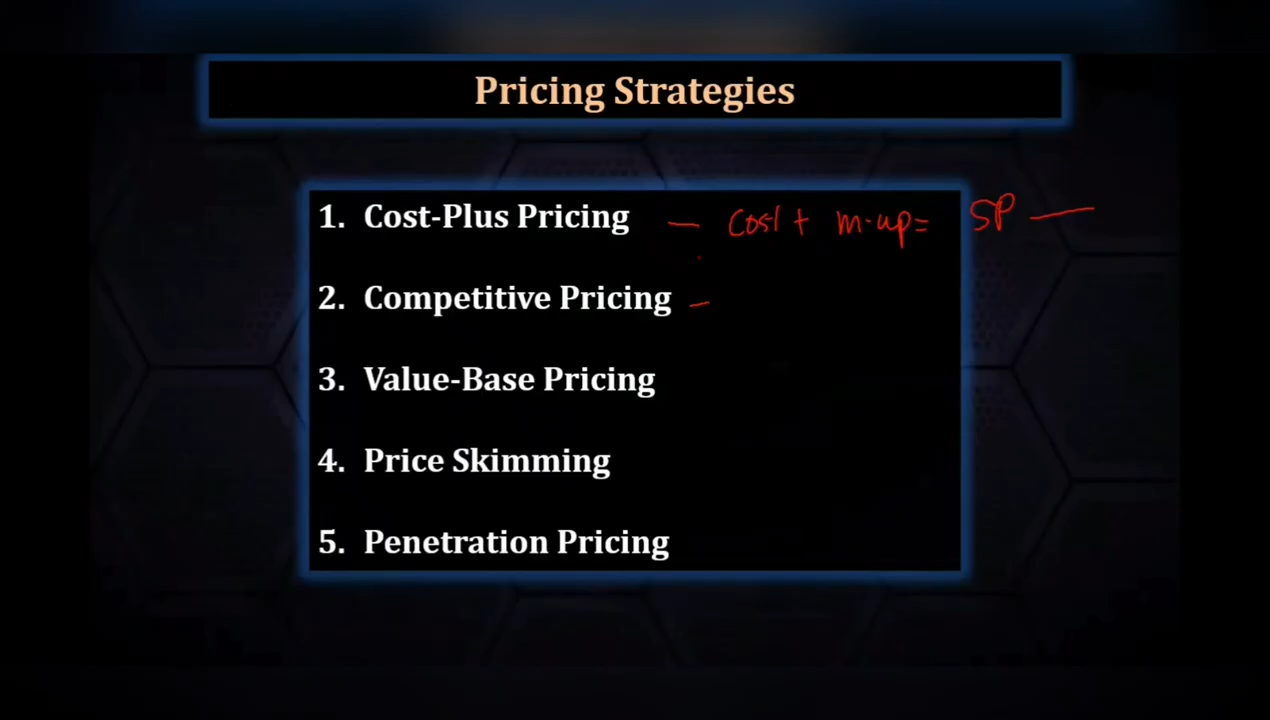 Pricing Strategies
1. Cost-Plus Pricing — cost + m.up = SP —
2. Competitive Pricing –
3. Value-Base Pricing
4. Price Skimming
5. Penetration Pricing